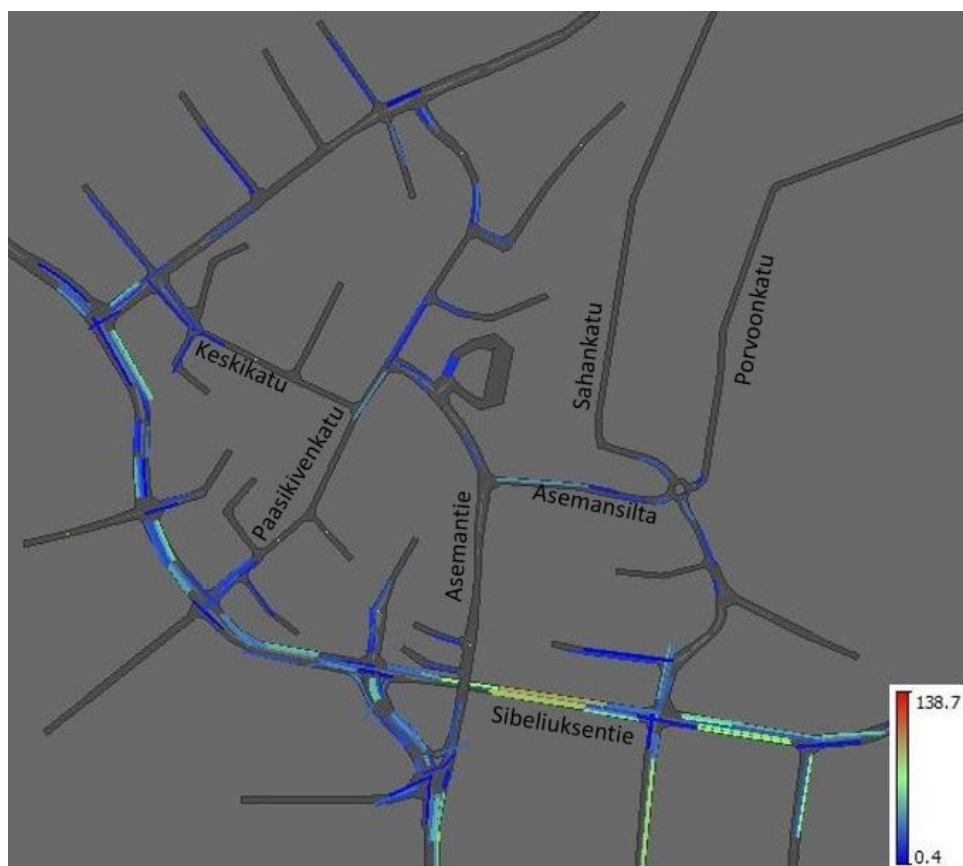 Keskikatu
Paasikivenkatu
Asemantie
Asemansilta
Sahankatu
Porvoonkatu
Sibeliuksentie
138.7
0.4